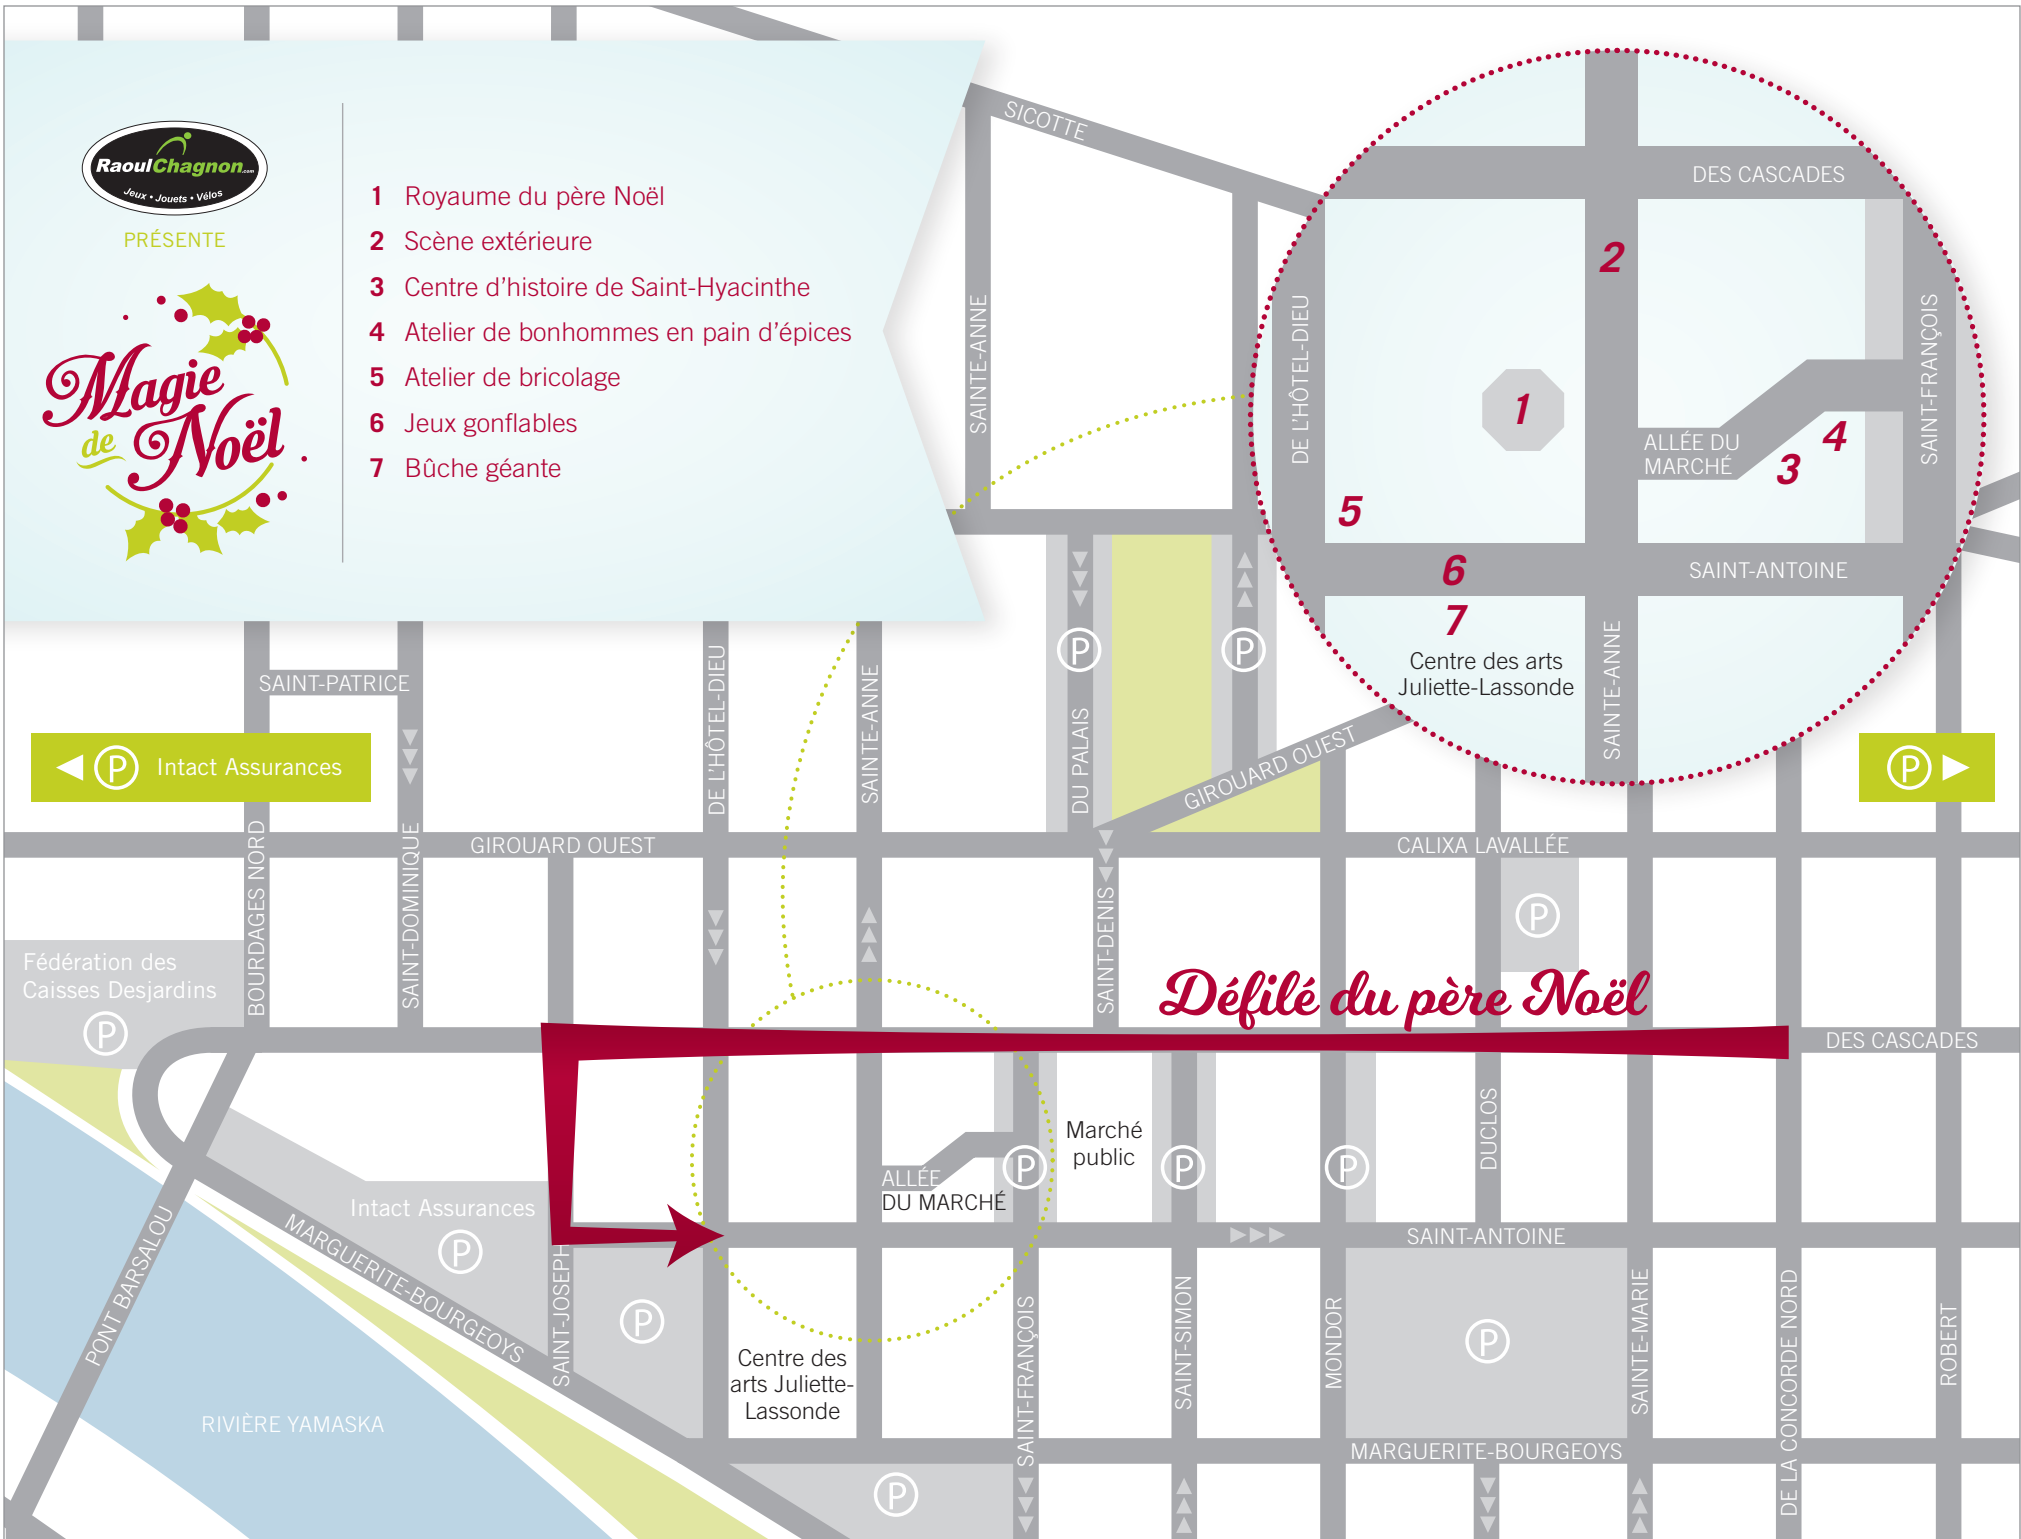 RaoulChagnon.com
Jeux • Jouets • Vélos
PRÉSENTE
Magie
de Noël
1 Royaume du père Noël
2 Scène extérieure
3 Centre d'histoire de Saint-Hyacinthe
4 Atelier de bonhommes en pain d'épices
5 Atelier de bricolage
6 Jeux gonflables
7 Bûche géante
SICOTTE
SAINTE-ANNE
DES CASCADES
2
DE L'HÔTEL-DIEU
SAINT-FRANÇOIS
1
ALLÉE DU
MARCHÉ
4
3
5
6
SAINT-ANTOINE
7
Centre des arts
Juliette-Lassonde
SAINTE-ANNE
P
P
SAINT-PATRICE
DE L'HÔTEL-DIEU
SAINTE-ANNE
DU PALAIS
GIROUARD OUEST
P Intact Assurances
P
GIROUARD OUEST
CALIXA LAVALLÉE
BOURDAGES NORD
SAINT-DOMINIQUE
SAINT-DENIS
P
Fédération des
Caisses Desjardins
P
Défilé du père Noël
DES CASCADES
DUCLOS
Marché
public
P
P
P
ALLÉE
DU MARCHÉ
Intact Assurances
P
SAINT-ANTOINE
PONT BARSALOU
MARGUERITE-BOURGEOYS
SAINT-JOSEPH
P
SAINT-FRANÇOIS
SAINT-SIMON
MONDOR
P
SAINTE-MARIE
DE LA CONCORDE NORD
ROBERT
Centre des
arts Juliette-
Lassonde
RIVIÈRE YAMASKA
MARGUERITE-BOURGEOYS
P